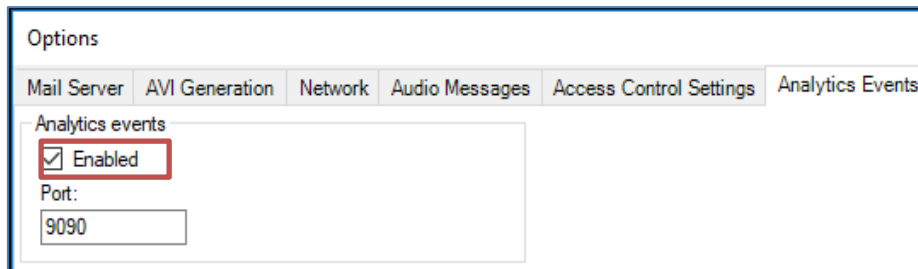 Options
Mail Server AVI Generation Network Audio Messages Access Control Settings Analytics Events
Analytics events
Enabled
Port:
9090